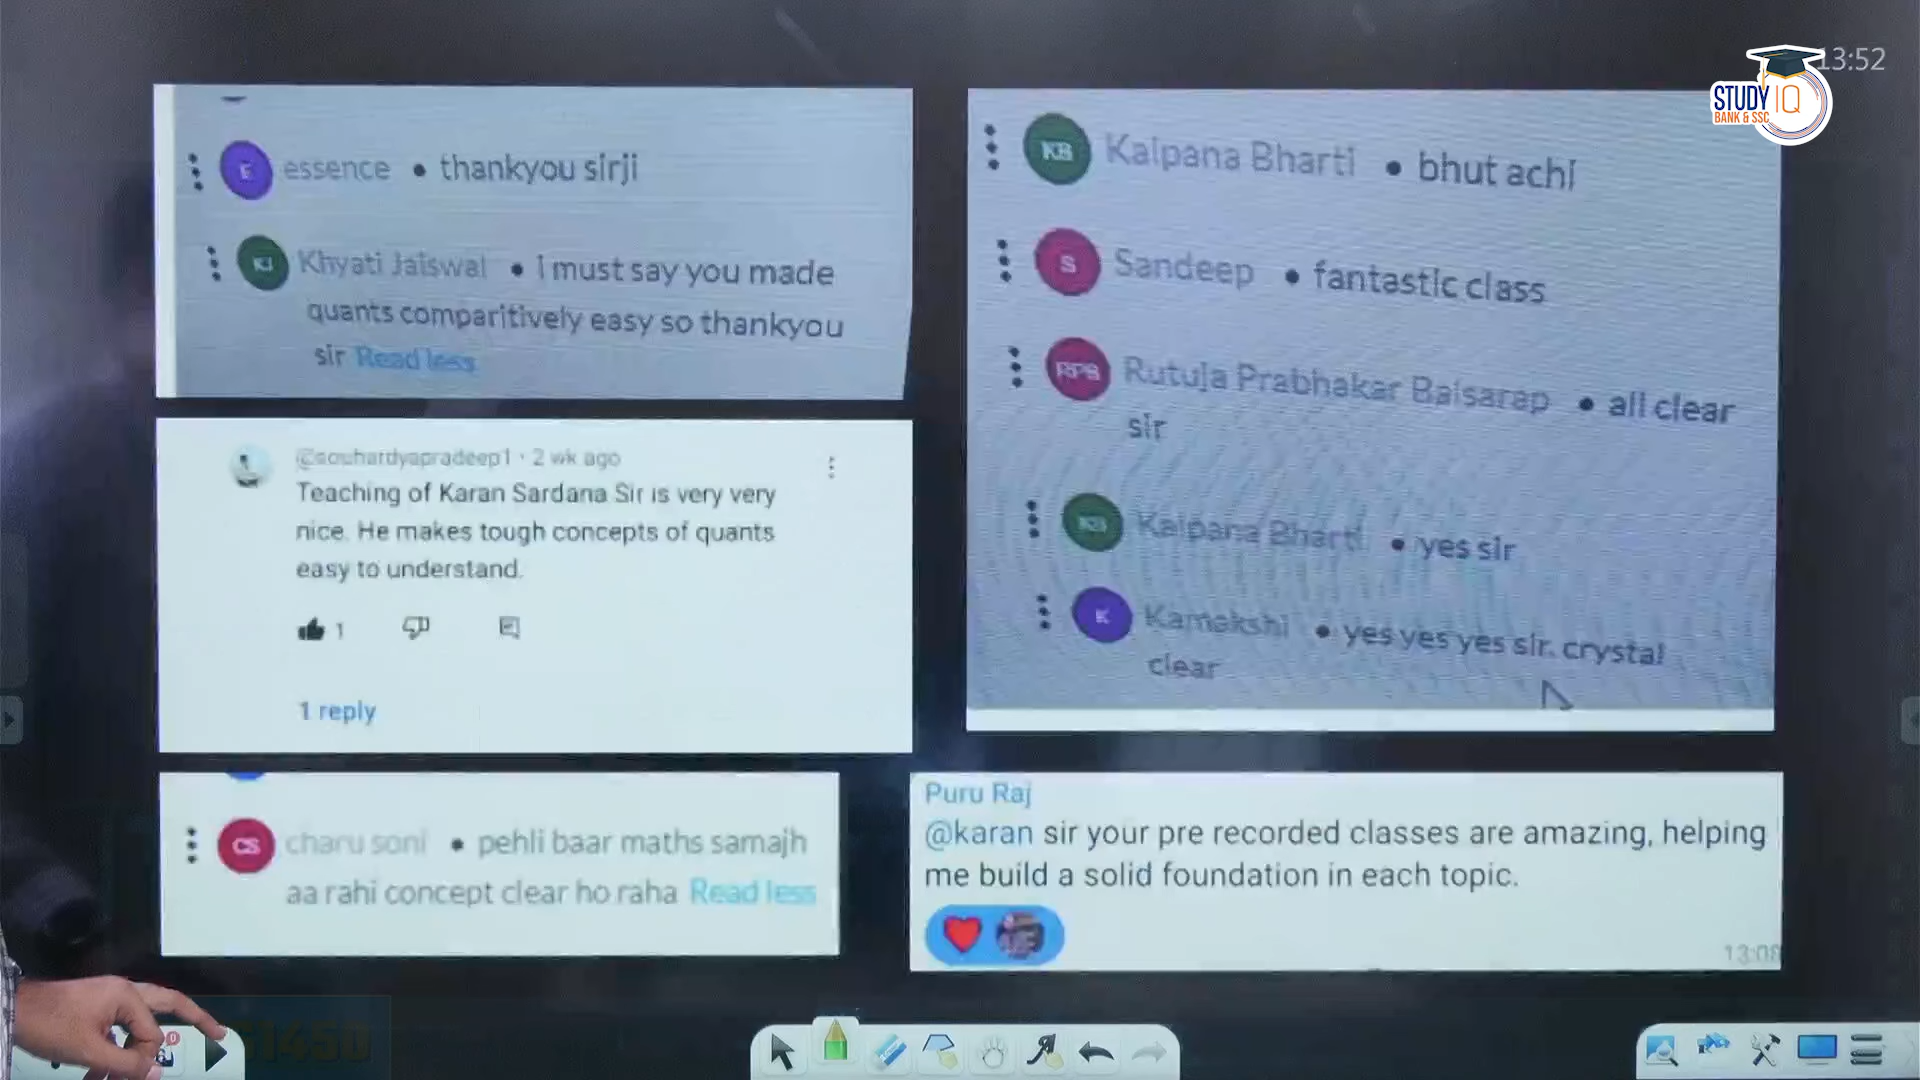 13:52
STUDY IQ
BANK & SSC
essence • thankyou sirji
Khyati Jaiswal • i must say you made
quants comparitively easy so thankyou
sir Read less
@souhardyapradeep1 · 2 wk ago
Teaching of Karan Sardana Sir is very very
nice. He makes tough concepts of quants
easy to understand.
1
1 reply
CS charu soni • pehli baar maths samajh
aa rahi concept clear ho raha Read less
KB Kalpana Bharti • bhut achi
S Sandeep • fantastic class
RPB Rutuja Prabhakar Baisarap • all clear
sir
KB Kalpana Bharti • yes sir
K Kamakshi • yes yes yes sir. crystal
clear
Puru Raj
@karan sir your pre recorded classes are amazing, helping
me build a solid foundation in each topic.
13:08